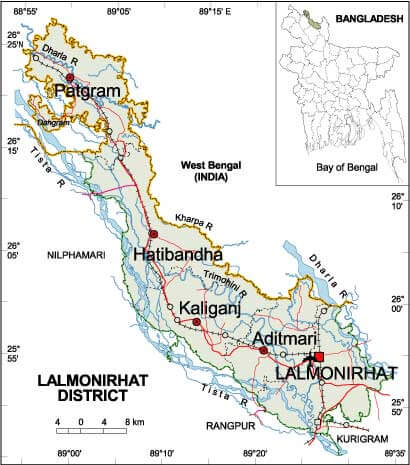 88°55'
89°05'
89°15' E
26°
25'
N
26°
15'
26°
05'
25°
55'
26°
10'
26°
00'
25°
50'
BANGLADESH
Bay of Bengal
Dharla R
Patgram
Dahgram
Tista R
West Bengal
(INDIA)
Kharpa R
Hatibandha
NILPHAMARI
Trimohini R
Dharla R
Kaliganj
Aditmari
LALMONIRHAT
LALMONIRHAT
DISTRICT
4 0 4 8 km
Tista R
RANGPUR
KURIGRAM
89°00'
89°10'
89°20'
89°35'